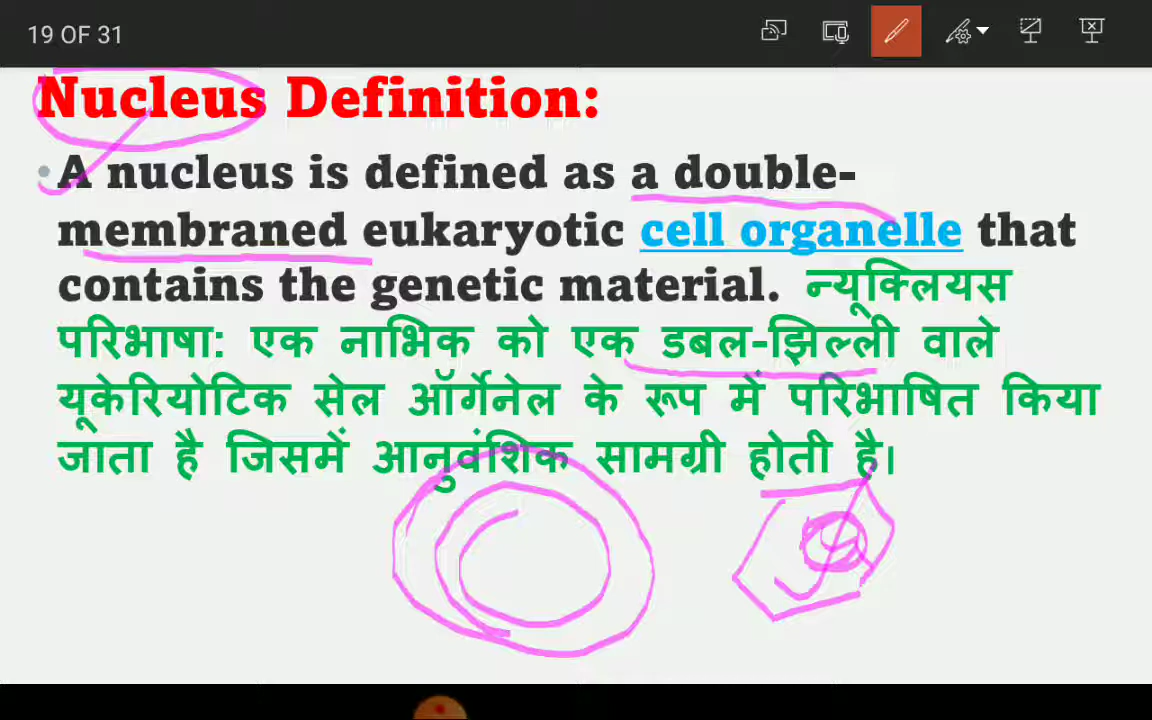 19 OF 31
Nucleus Definition:
• A nucleus is defined as a double-
membraned eukaryotic cell organelle that
contains the genetic material. न्यूक्लियस
परिभाषा: एक नाभिक को एक डबल-झिल्ली वाले
यूकेरियोटिक सेल ऑर्गेनेल के रूप में परिभाषित किया
जाता है जिसमें आनुवंशिक सामग्री होती है।